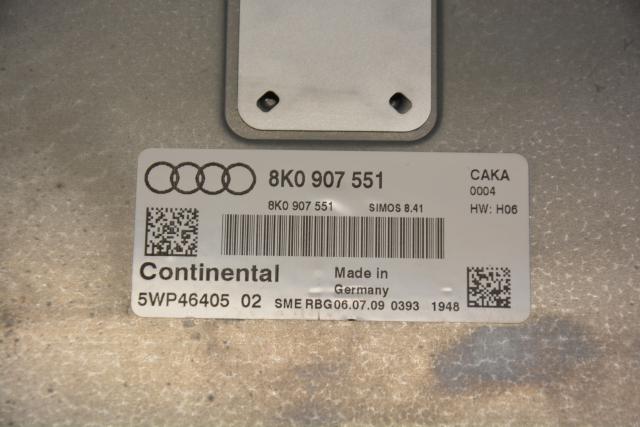 8K0 907 551
CAKA
0004
8K0 907 551 SIMOS 8.41
HW: H06
Continental
Made in
Germany
5WP46405 02 SME RBG06.07.09 0393 1948